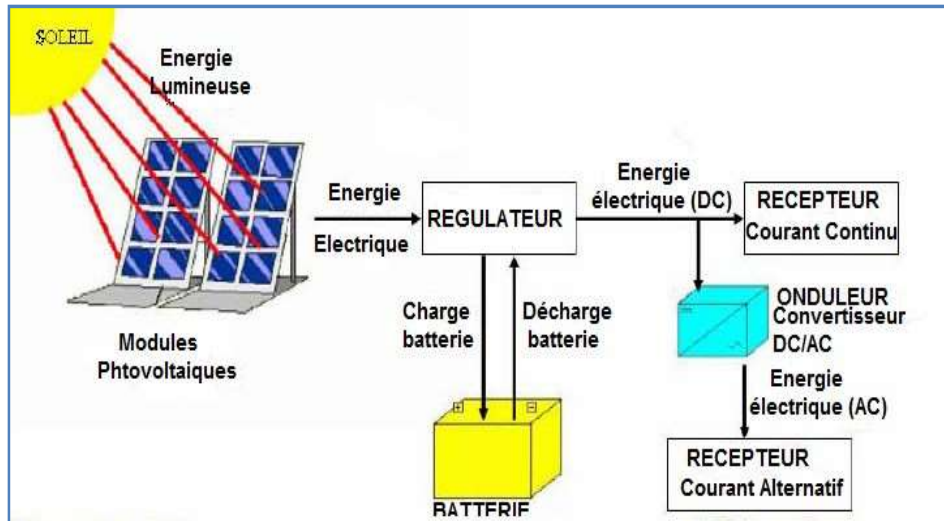 SOLEIL
Energie
Lumineuse
Energie
Electrique
Modules
Phtovoltaiques
REGULATEUR
Energie
électrique (DC)
RECEPTEUR
Courant Continu
Charge
batterie
Décharge
batterie
ONDULEUR
Convertisseur
DC/AC
Energie
électrique (AC)
+
-
BATTERIE
RECEPTEUR
Courant Alternatif